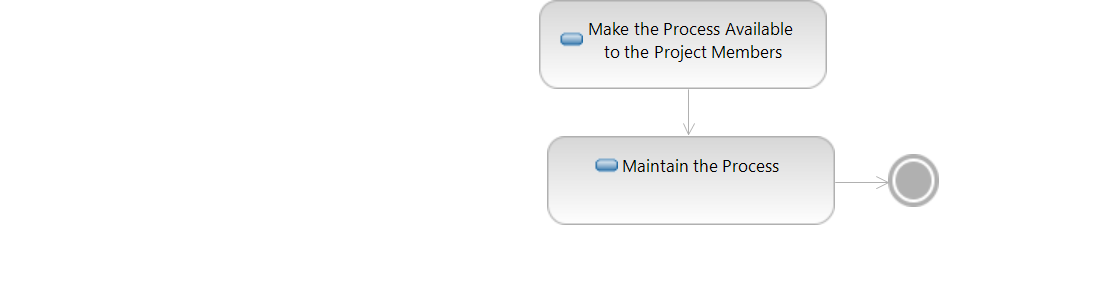 Make the Process Available
to the Project Members
Maintain the Process